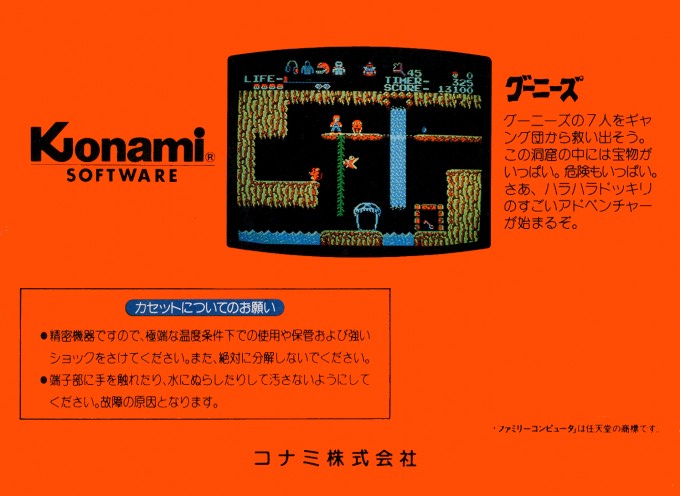 Konami®
SOFTWARE
45
0
LIFE-
TIMER- 325
SCORE- 13100
グーニーズ
グーニーズの7人をギャ
ング団から救い出そう。
この洞窟の中には宝物が
いっぱい。危険もいっぱい。
さあ、ハラハラドッキリ
のすごいアドベンチャー
が始まるぞ。
カセットについてのお願い
●精密機器ですので、極端な温度条件下での使用や保管および強い
ショックをさけてください。また、絶対に分解しないでください。
●端子部に手を触れたり、水にぬらしたりして汚さないようにして
ください。故障の原因となります。
・ファミリーコンピュータ」は任天堂の商標です。
コナミ株式会社